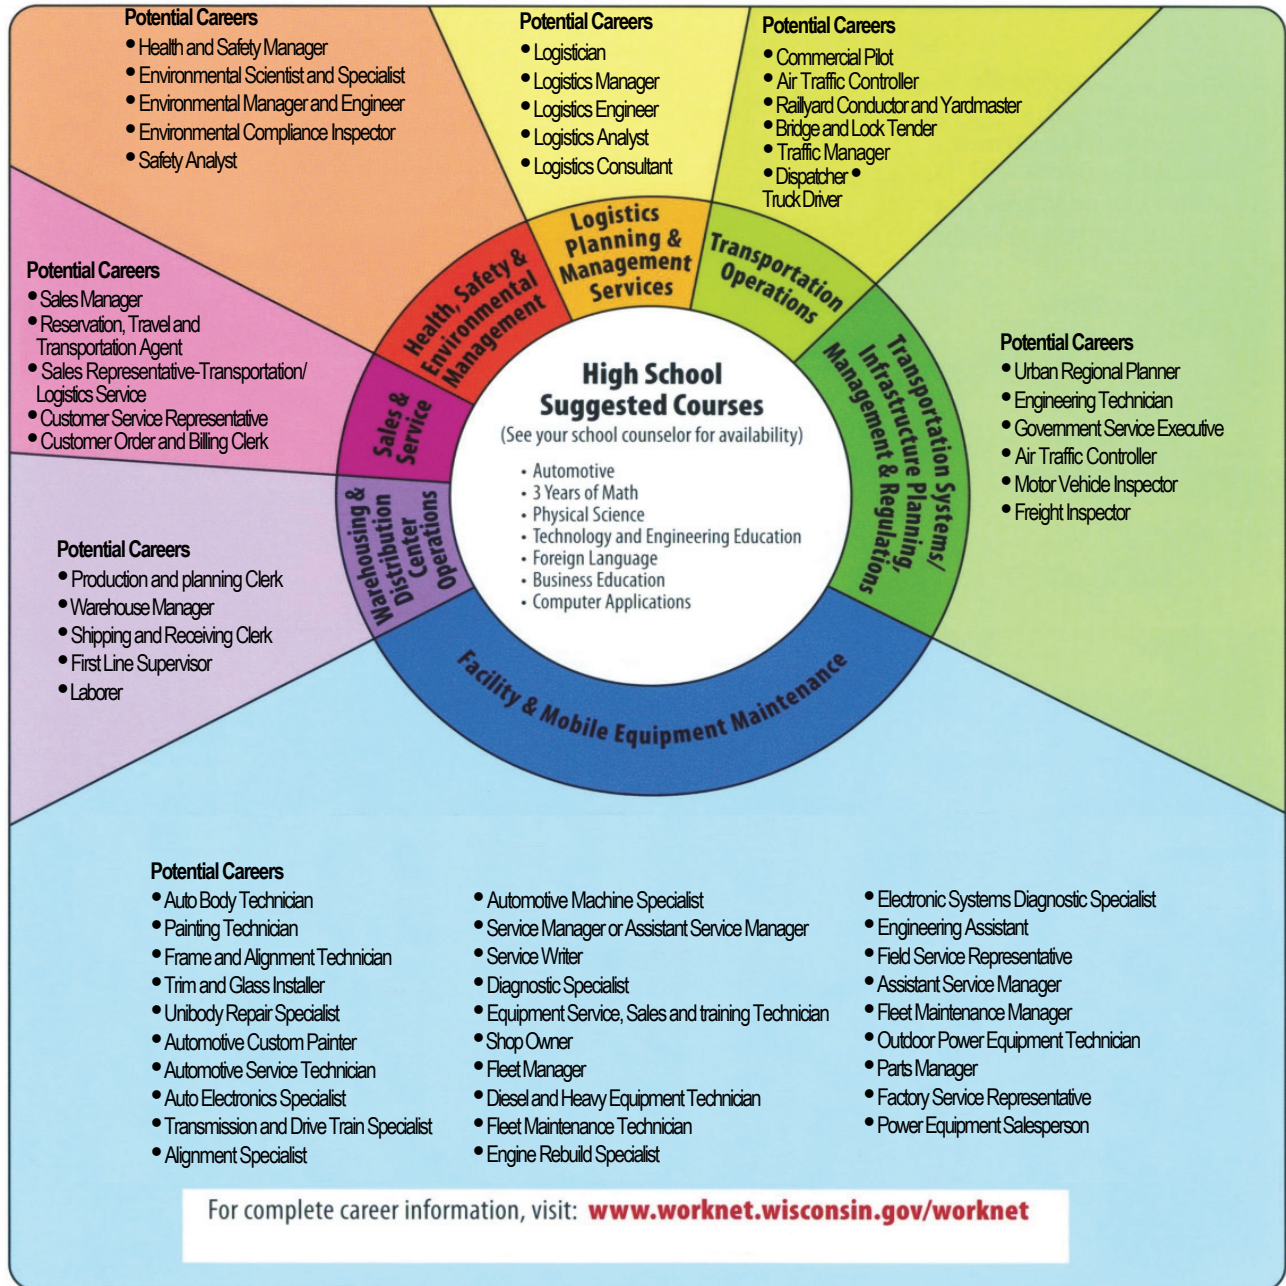 Potential Careers
• Health and Safety Manager
• Environmental Scientist and Specialist
• Environmental Manager and Engineer
• Environmental Compliance Inspector
• Safety Analyst
Potential Careers
• Logistician
• Logistics Manager
• Logistics Engineer
• Logistics Analyst
• Logistics Consultant
Potential Careers
• Commercial Pilot
• Air Traffic Controller
• Raillyard Conductor and Yardmaster
• Bridge and Lock Tender
• Traffic Manager
• Dispatcher •
Truck Driver
Potential Careers
• Sales Manager
• Reservation, Travel and
Transportation Agent
• Sales Representative-Transportation/
Logistics Service
• Customer Service Representative
• Customer Order and Billing Clerk
Potential Careers
• Urban Regional Planner
• Engineering Technician
• Government Service Executive
• Air Traffic Controller
• Motor Vehicle Inspector
• Freight Inspector
Potential Careers
• Production and planning Clerk
• Warehouse Manager
• Shipping and Receiving Clerk
• First Line Supervisor
• Laborer
Health, Safety &
Environmental
Management
Logistics
Planning &
Management
Services
Transportation
Operations
Transportation Systems/
Infrastructure Planning,
Management & Regulations
Sales &
Service
Warehousing &
Distribution
Center
Operations
Facility & Mobile Equipment Maintenance
High School
Suggested Courses
(See your school counselor for availability)
• Automotive
• 3 Years of Math
• Physical Science
• Technology and Engineering Education
• Foreign Language
• Business Education
• Computer Applications
Potential Careers
• Auto Body Technician
• Painting Technician
• Frame and Alignment Technician
• Trim and Glass Installer
• Unibody Repair Specialist
• Automotive Custom Painter
• Automotive Service Technician
• Auto Electronics Specialist
• Transmission and Drive Train Specialist
• Alignment Specialist
• Automotive Machine Specialist
• Service Manager or Assistant Service Manager
• Service Writer
• Diagnostic Specialist
• Equipment Service, Sales and training Technician
• Shop Owner
• Fleet Manager
• Diesel and Heavy Equipment Technician
• Fleet Maintenance Technician
• Engine Rebuild Specialist
• Electronic Systems Diagnostic Specialist
• Engineering Assistant
• Field Service Representative
• Assistant Service Manager
• Fleet Maintenance Manager
• Outdoor Power Equipment Technician
• Parts Manager
• Factory Service Representative
• Power Equipment Salesperson
For complete career information, visit: www.worknet.wisconsin.gov/worknet